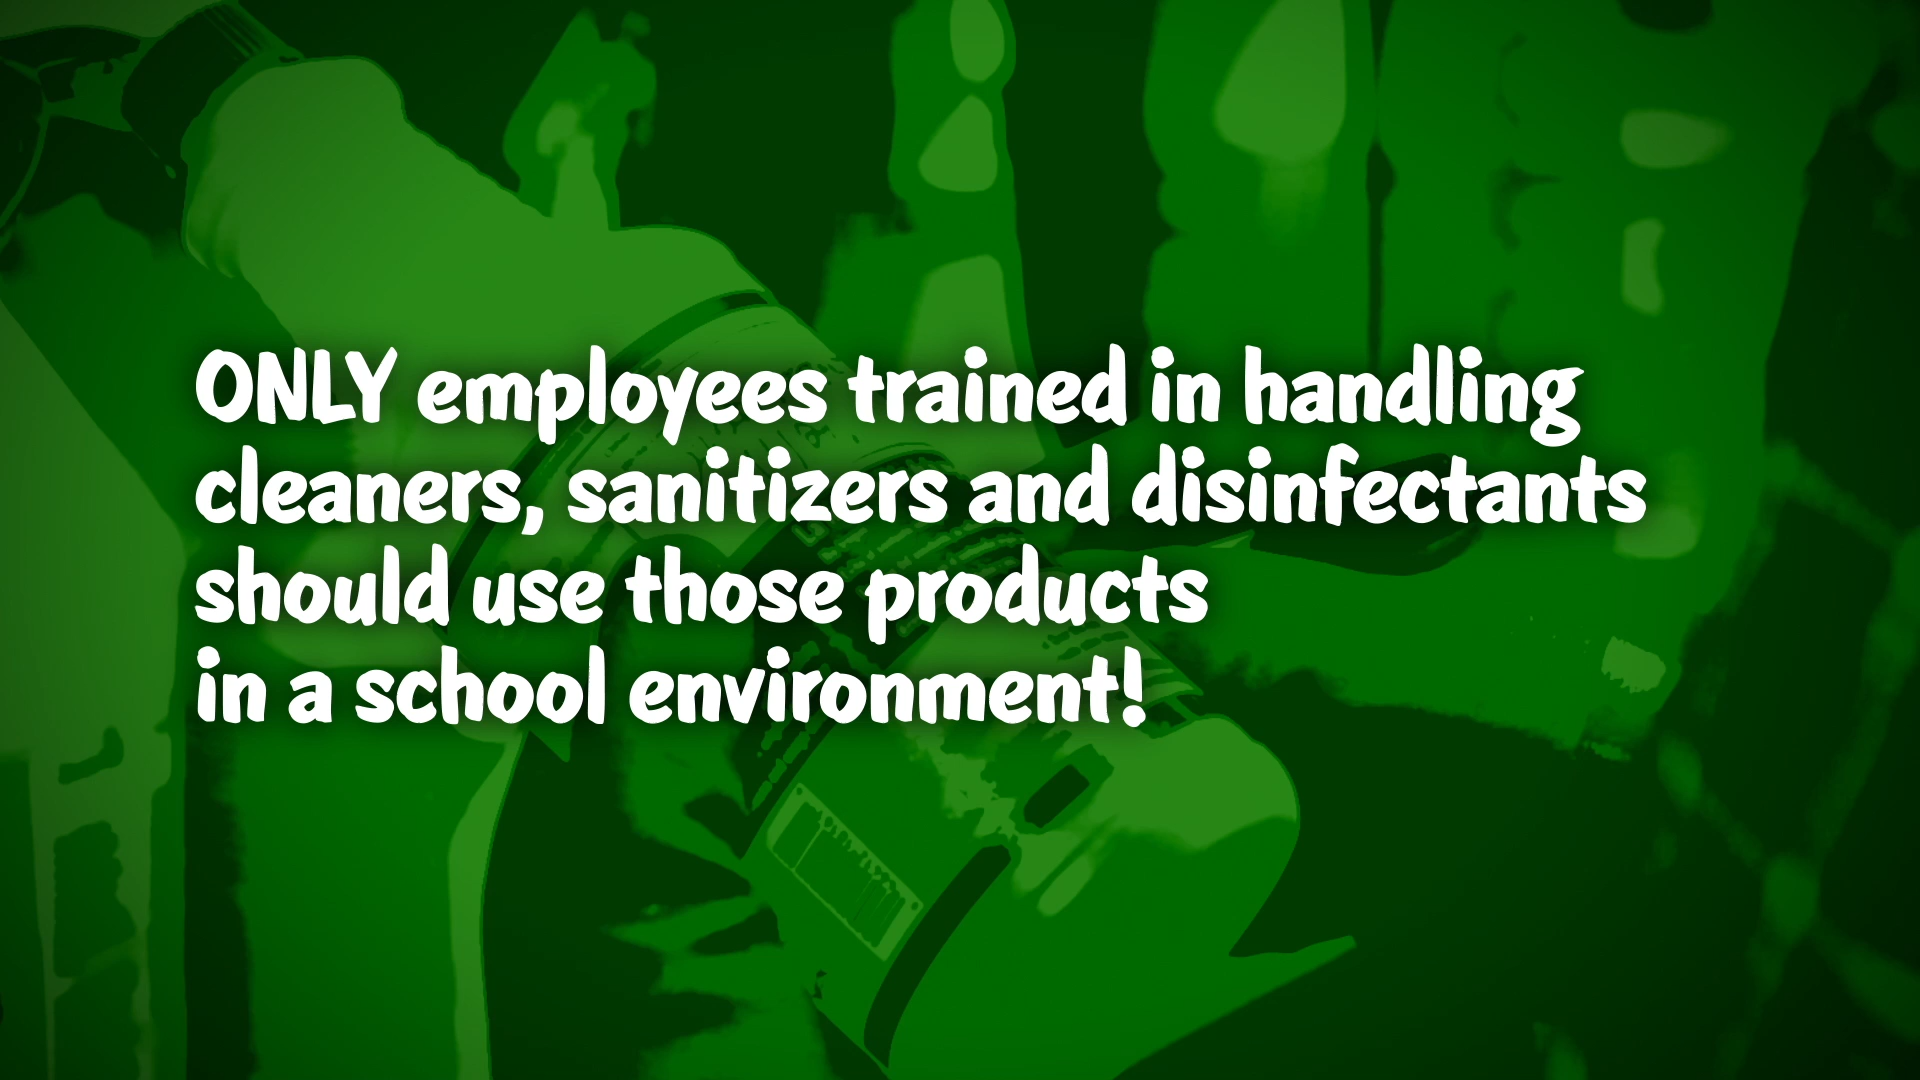 ONLY employees trained in handling
cleaners, sanitizers and disinfectants
should use those products
in a school environment!